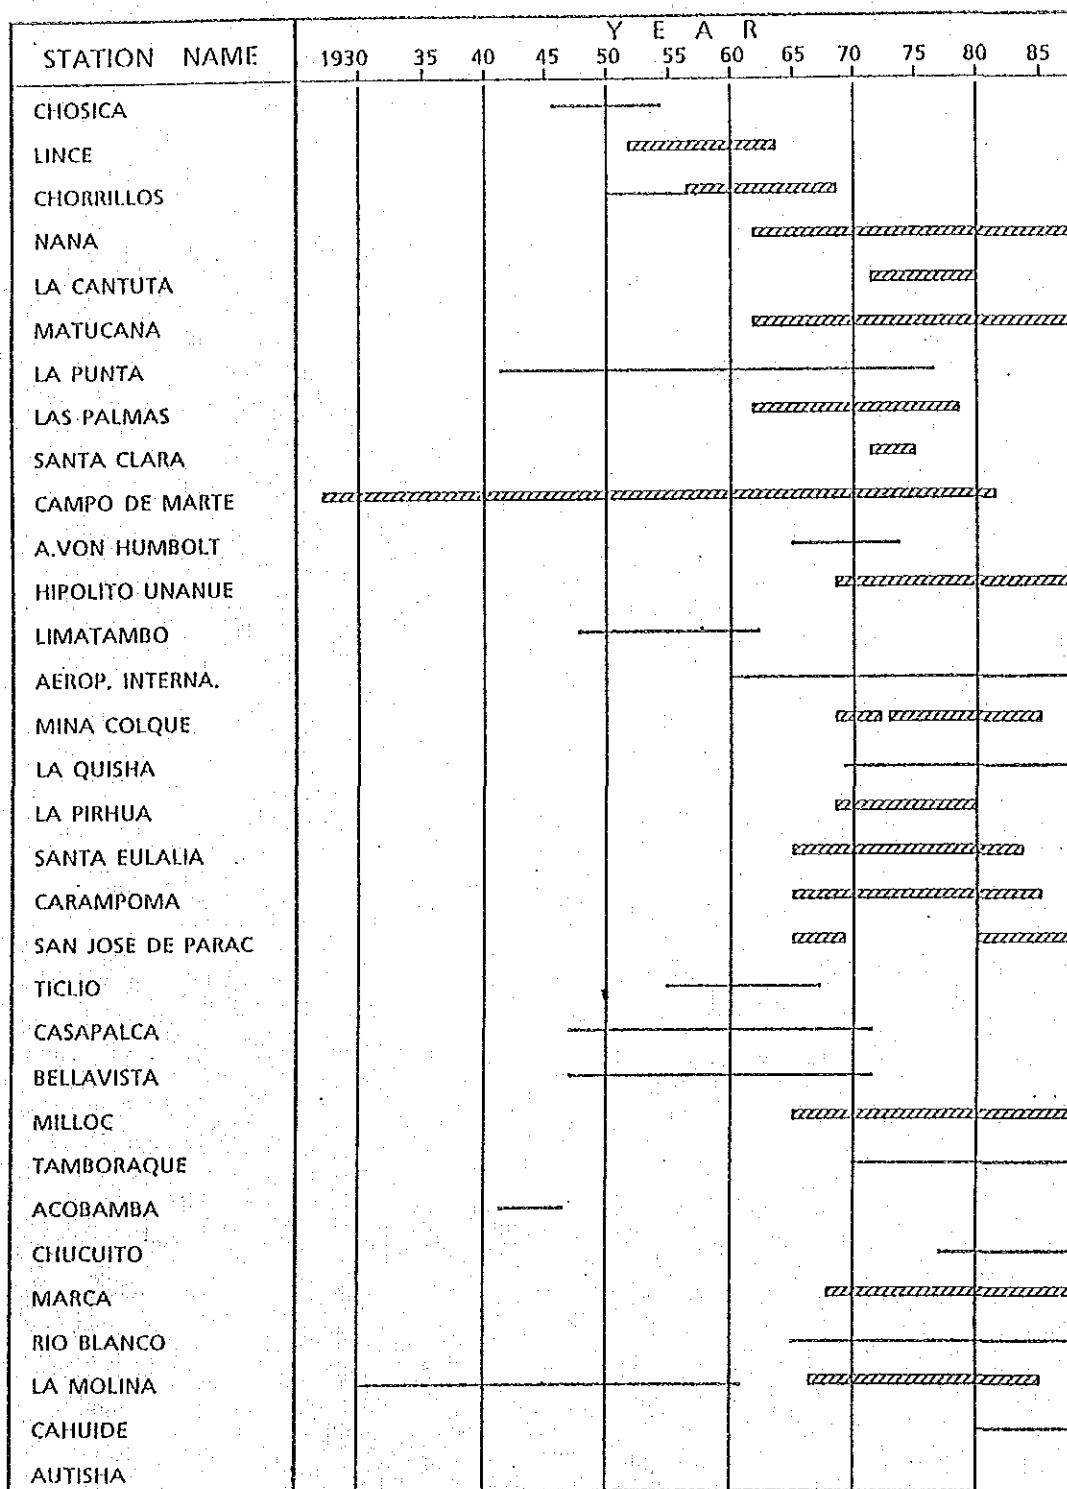 Y E A R
STATION NAME 1930 35 40 45 50 55 60 65 70 75 80 85
CHOSICA
LINCE
CHORRILLOS
NANA
LA CANTUTA
MATUCANA
LA PUNTA
LAS PALMAS
SANTA CLARA
CAMPO DE MARTE
A.VON HUMBOLT
HIPOLITO UNANUE
LIMATAMBO
AEROP. INTERNA.
MINA COLQUE
LA QUISHA
LA PIRHUA
SANTA EULALIA
CARAMPOMA
SAN JOSE DE PARAC
TICLIO
CASAPALCA
BELLAVISTA
MILLOC
TAMBORAQUE
ACOBAMBA
CHUCUITO
MARCA
RIO BLANCO
LA MOLINA
CAHUIDE
AUTISHA